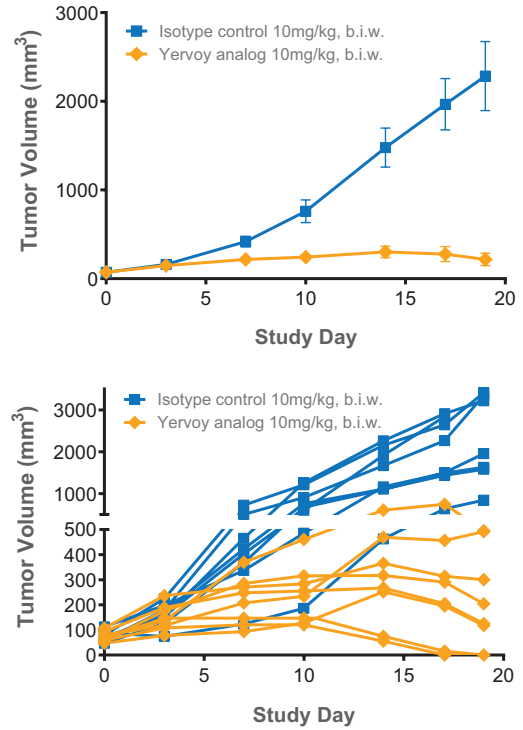 3000
2000
1000
0
Tumor Volume (mm³)
Isotype control 10mg/kg, b.i.w.
Yervoy analog 10mg/kg, b.i.w.
0 5 10 15 20
Study Day
3000
2000
1000
500
400
300
200
100
0
Tumor Volume (mm³)
Isotype control 10mg/kg, b.i.w.
Yervoy analog 10mg/kg, b.i.w.
0 5 10 15 20
Study Day